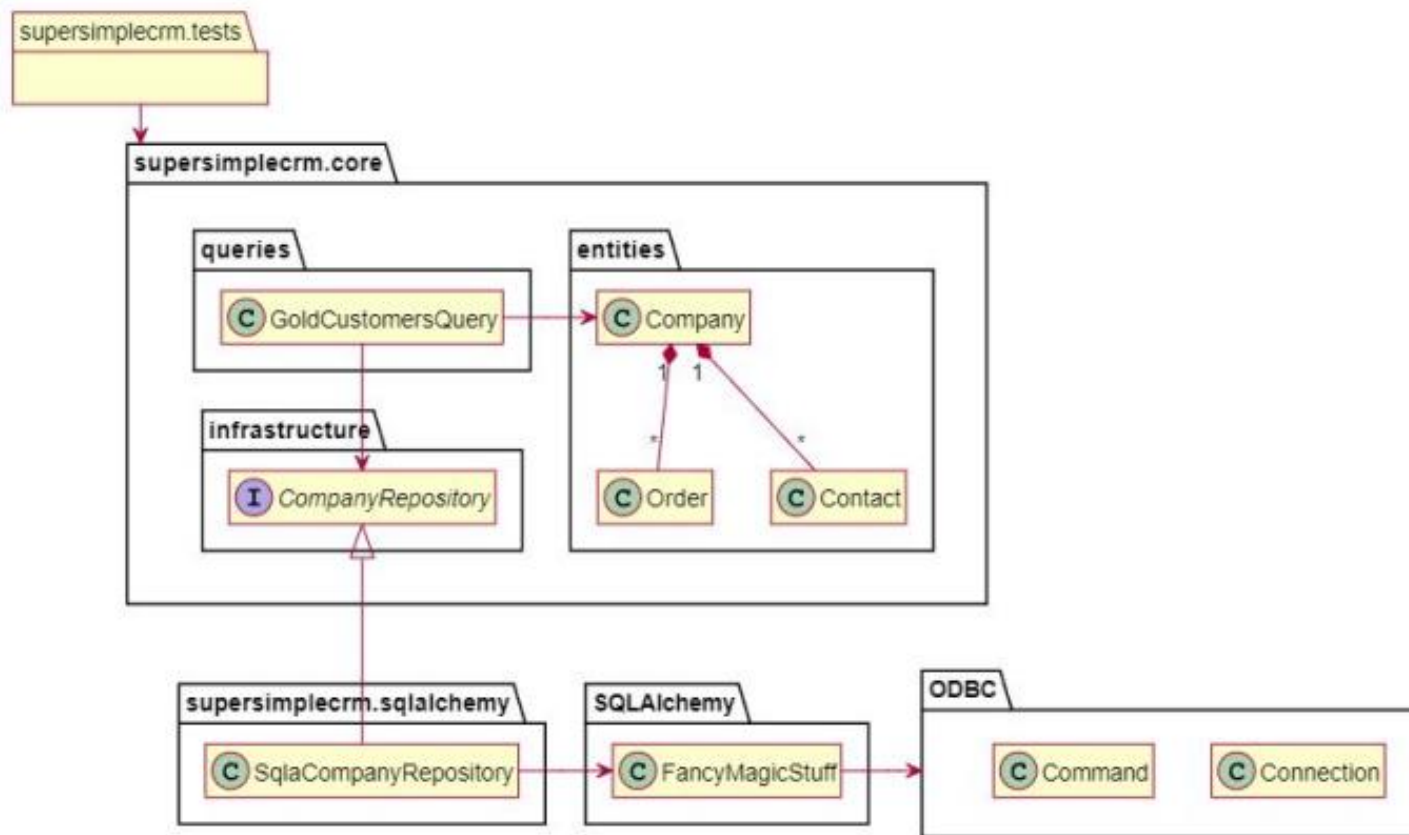 supersimplecrm.tests
supersimplecrm.core
queries
entities
C GoldCustomersQuery
C Company
1 1
infrastructure
* *
I CompanyRepository
C Order
C Contact
supersimplecrm.sqlalchemy
SQLAlchemy
ODBC
C SqlaCompanyRepository
C FancyMagicStuff
C Command
C Connection